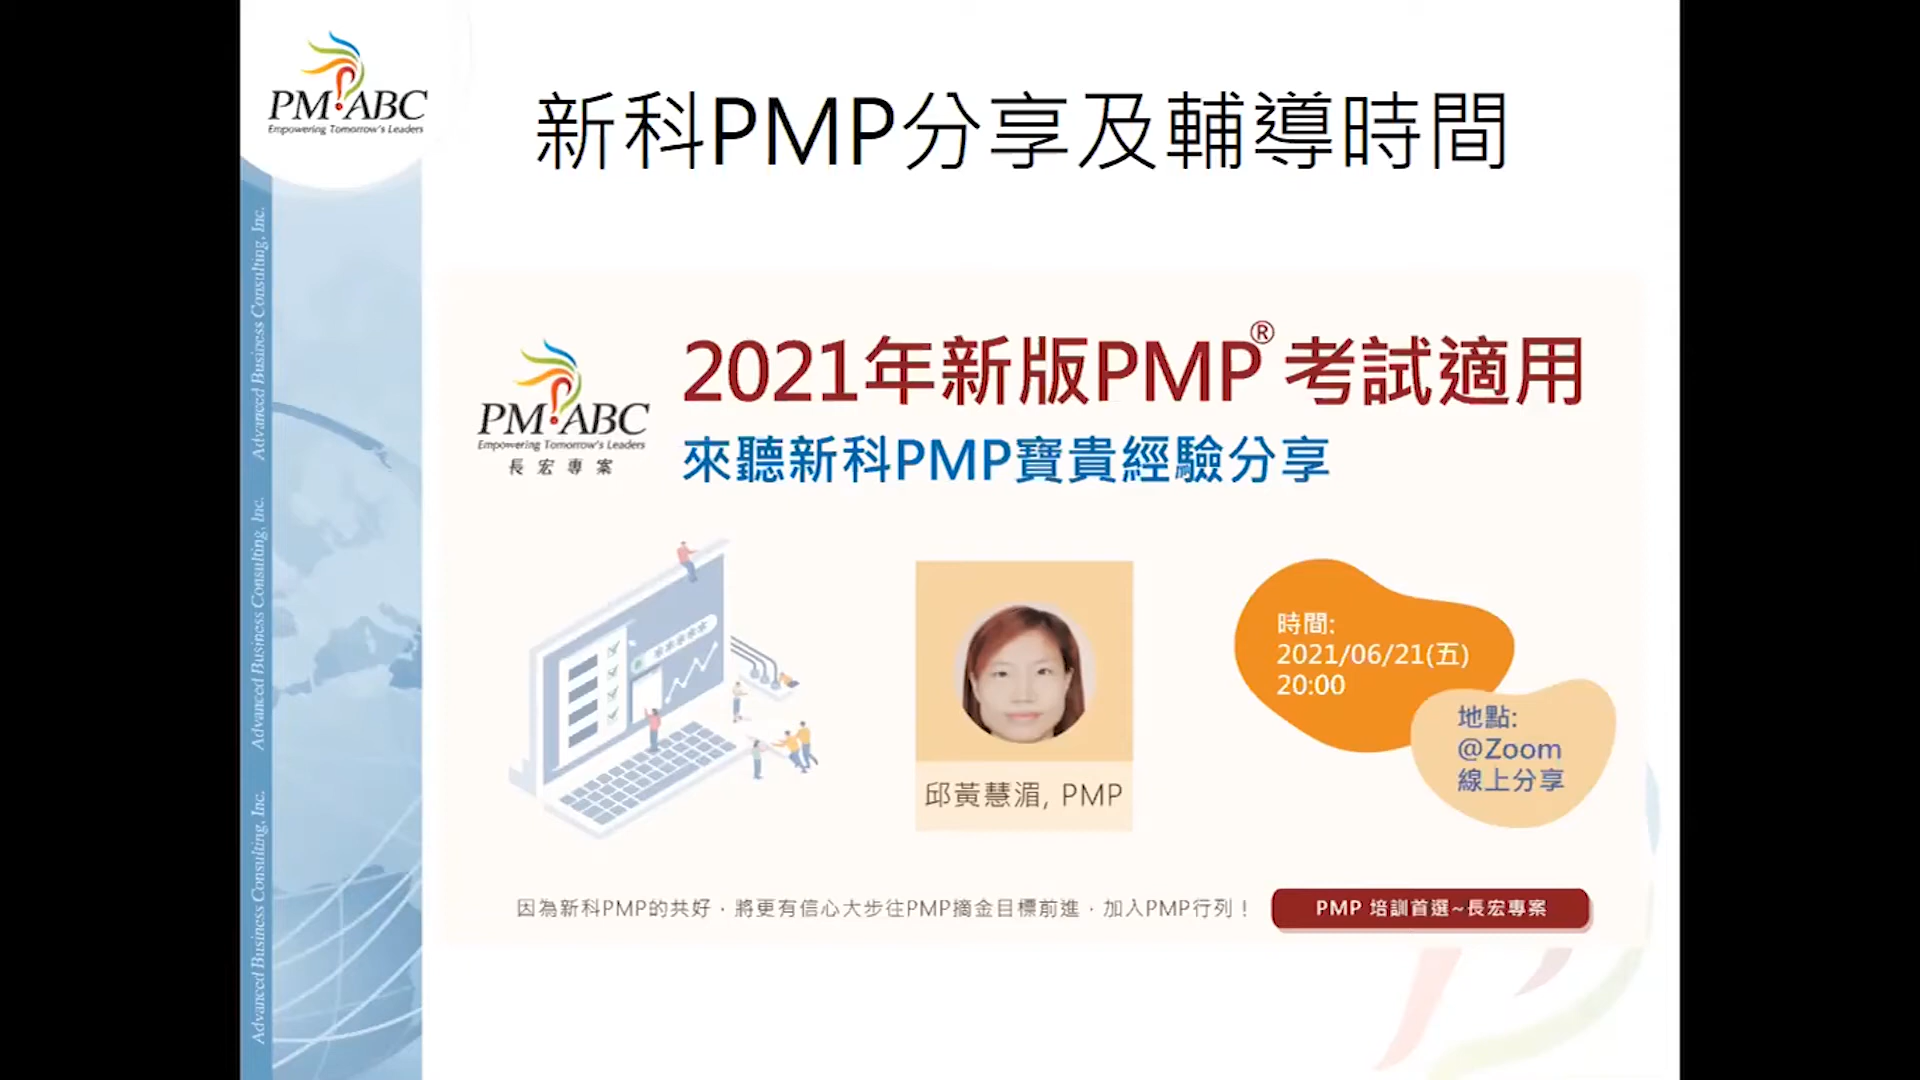 PM ABC
Empowering Tomorrow's Leaders
新科PMP分享及輔導時間
Advanced Business Consulting, Inc.
Advanced Business Consulting, Inc.
Advanced Business Consulting, Inc.
PM ABC
Empowering Tomorrow's Leaders
長宏專案
2021年新版PMP®考試適用
來聽新科PMP寶貴經驗分享
邱黃慧湄, PMP
時間:
2021/06/21(五)
20:00
地點:
@Zoom
線上分享
因為新科PMP的共好，將更有信心大步往PMP摘金目標前進，加入PMP行列！
PMP 培訓首選~長宏專案